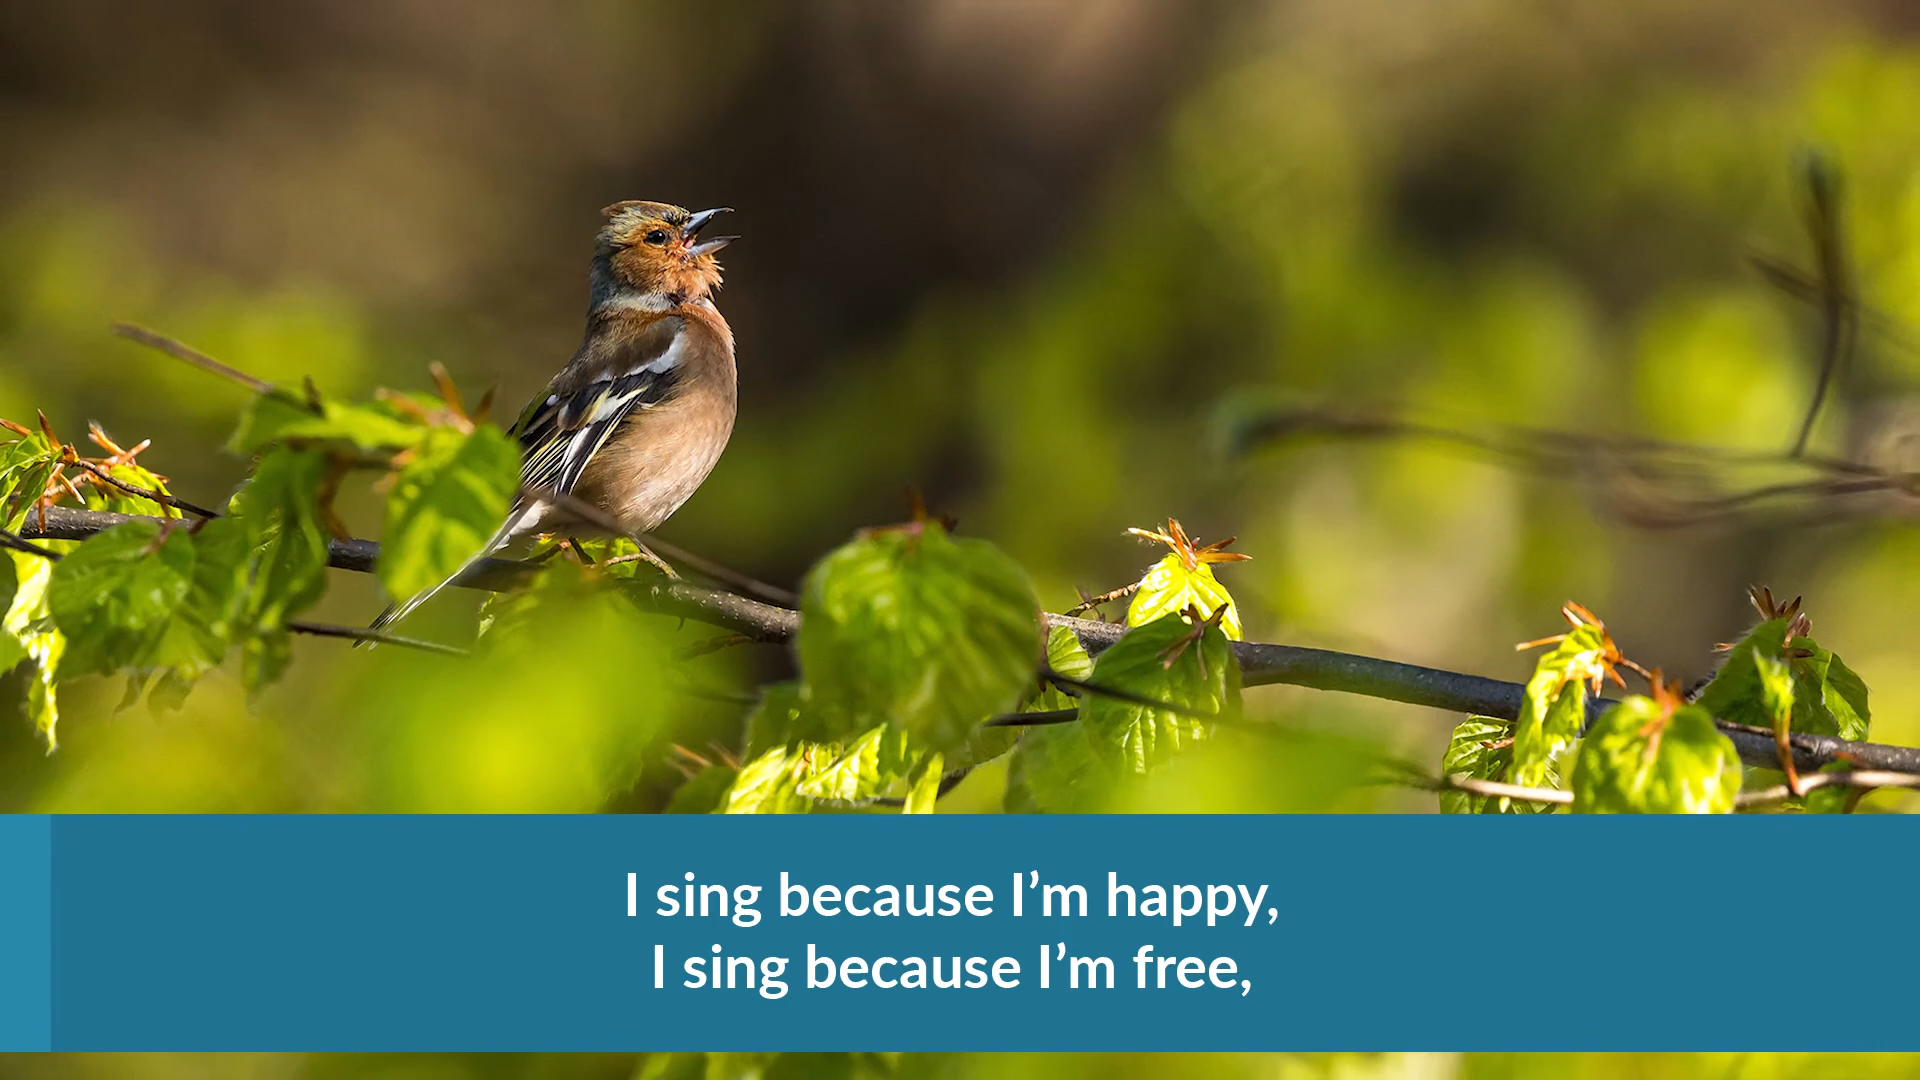 I sing because I’m happy,
I sing because I’m free,